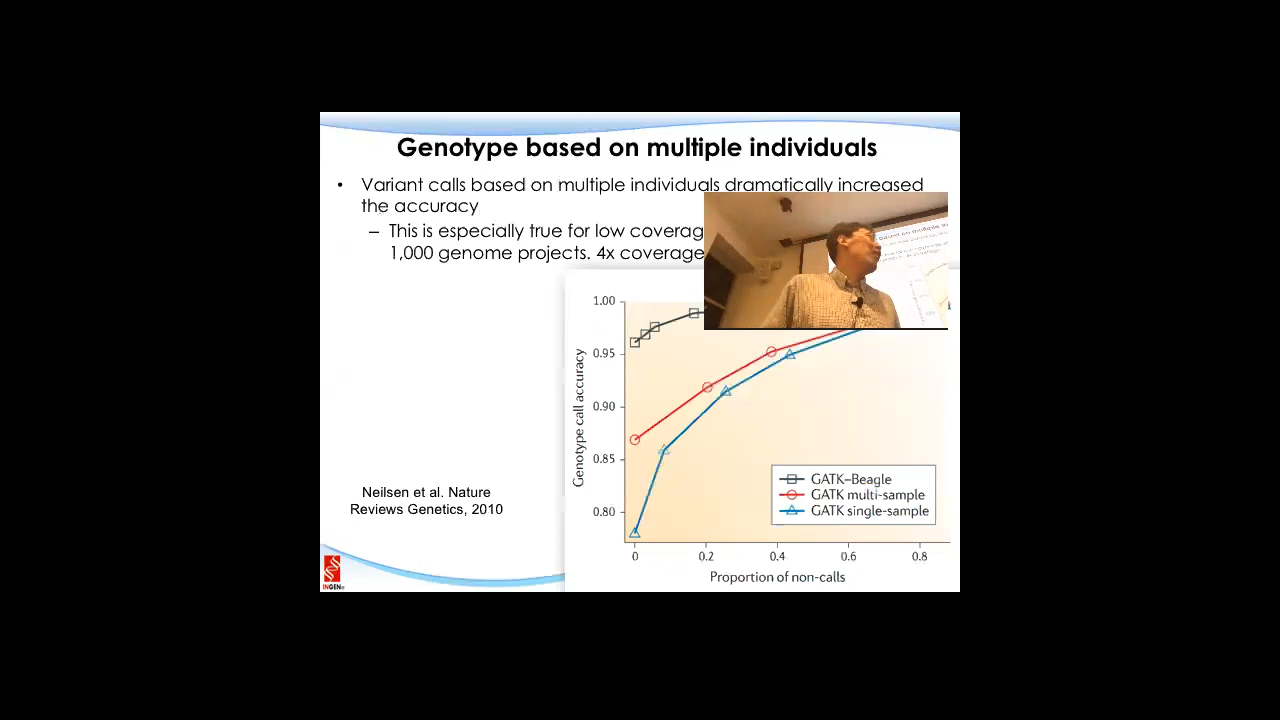 Genotype based on multiple individuals
• Variant calls based on multiple individuals dramatically increased
the accuracy
– This is especially true for low coverag
1,000 genome projects. 4x coverage
1.00
0.95
0.90
0.85
0.80
Genotype call accuracy
GATK–Beagle
GATK multi-sample
GATK single-sample
0 0.2 0.4 0.6 0.8
Proportion of non-calls
Neilsen et al. Nature
Reviews Genetics, 2010
INGEN